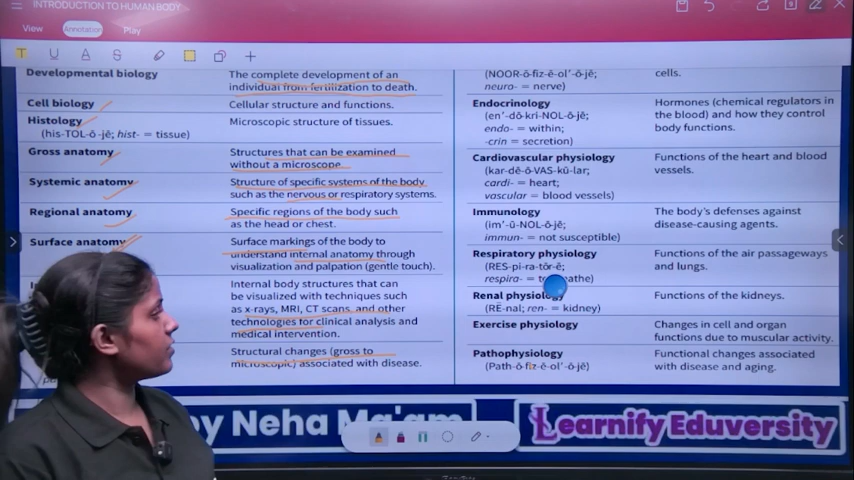 INTRODUCTION TO HUMAN BODY
View Annotation Play
T U A S
Developmental biology
The complete development of an
individual from fertilization to death.
Cell biology
Cellular structure and functions.
Histology
(his-TOL-ō-jē; hist- = tissue)
Microscopic structure of tissues.
Gross anatomy
Structures that can be examined
without a microscope.
Systemic anatomy
Structure of specific systems of the body
such as the nervous or respiratory systems.
Regional anatomy
Specific regions of the body such
as the head or chest.
Surface anatomy
Surface markings of the body to
understand internal anatomy through
visualization and palpation (gentle touch).
Internal body structures that can
be visualized with techniques such
as x-rays, MRI, CT scans, and other
technologies for clinical analysis and
medical intervention.
Structural changes (gross to
microscopic) associated with disease.
(NOOR-ō-fiz-ē-ol′-ō-jē;
neuro- = nerve)
cells.
Endocrinology
(en′-dō-kri-NOL-ō-jē;
endo- = within;
-crin = secretion)
Hormones (chemical regulators in
the blood) and how they control
body functions.
Cardiovascular physiology
(kar-dē-ō-VAS-kū-lar;
cardi- = heart;
vascular = blood vessels)
Functions of the heart and blood
vessels.
Immunology
(im′-ū-NOL-ō-jē;
immun- = not susceptible)
The body's defenses against
disease-causing agents.
Respiratory physiology
(RES-pi-ra-tōr-ē;
respira- = to breathe)
Functions of the air passageways
and lungs.
Renal physiology
(RĒ-nal; ren- = kidney)
Functions of the kidneys.
Exercise physiology
Changes in cell and organ
functions due to muscular activity.
Pathophysiology
(Path-ō-fiz-ē-ol′-ō-jē)
Functional changes associated
with disease and aging.
by Neha Ma'am
Learnify Eduversity